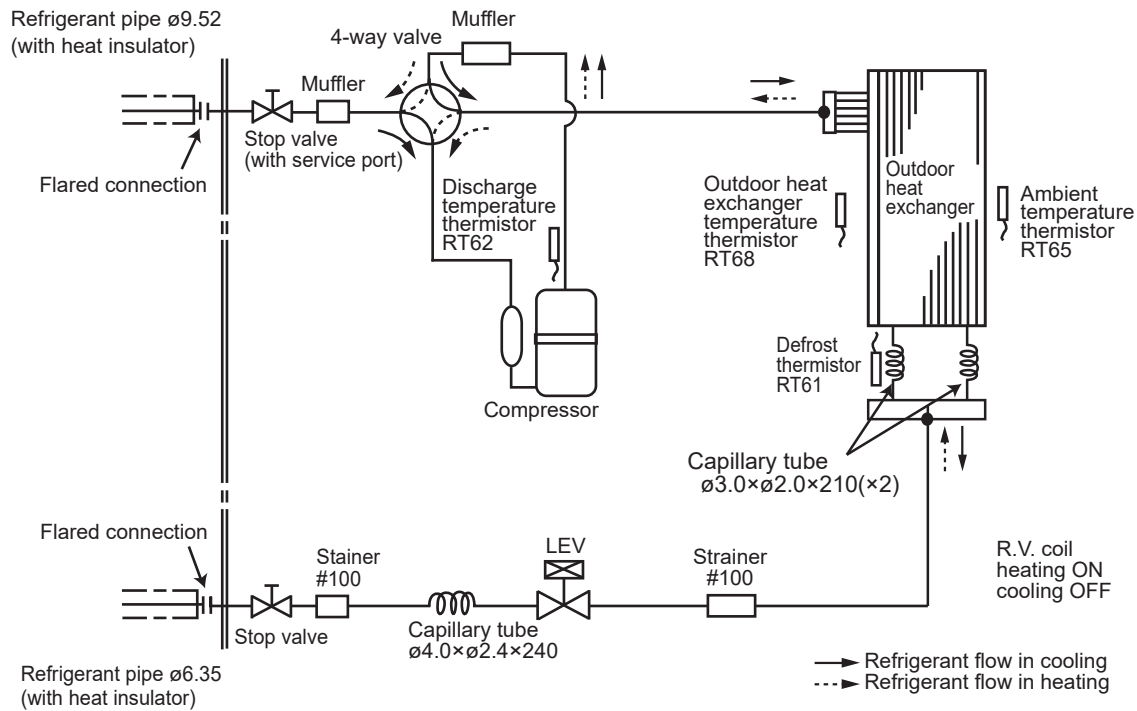 Refrigerant pipe ø9.52
(with heat insulator)
Muffler
4-way valve
Muffler
Stop valve
(with service port)
Flared connection
Discharge
temperature
thermistor
RT62
Outdoor heat
exchanger
temperature
thermistor
RT68
Outdoor
heat
exchanger
Ambient
temperature
thermistor
RT65
Defrost
thermistor
RT61
Compressor
Capillary tube
ø3.0×ø2.0×210(×2)
Flared connection
Stainer
#100
LEV
Strainer
#100
R.V. coil
heating ON
cooling OFF
Stop valve
Capillary tube
ø4.0×ø2.4×240
Refrigerant pipe ø6.35
(with heat insulator)
Refrigerant flow in cooling
Refrigerant flow in heating